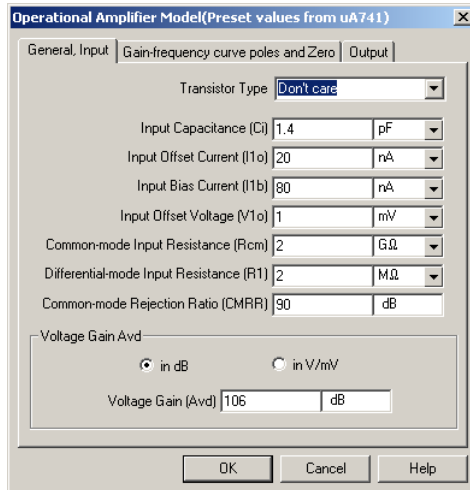 Operational Amplifier Model(Preset values from uA741)
General, Input Gain-frequency curve poles and Zero Output
Transistor Type Don't care
Input Capacitance (Ci) 1.4 pF
Input Offset Current (I1o) 20 nA
Input Bias Current (I1b) 80 nA
Input Offset Voltage (V1o) 1 mV
Common-mode Input Resistance (Rcm) 2 GΩ
Differential-mode Input Resistance (R1) 2 MΩ
Common-mode Rejection Ratio (CMRR) 90 dB
Voltage Gain Avd
in dB in V/mV
Voltage Gain (Avd) 106 dB
OK Cancel Help